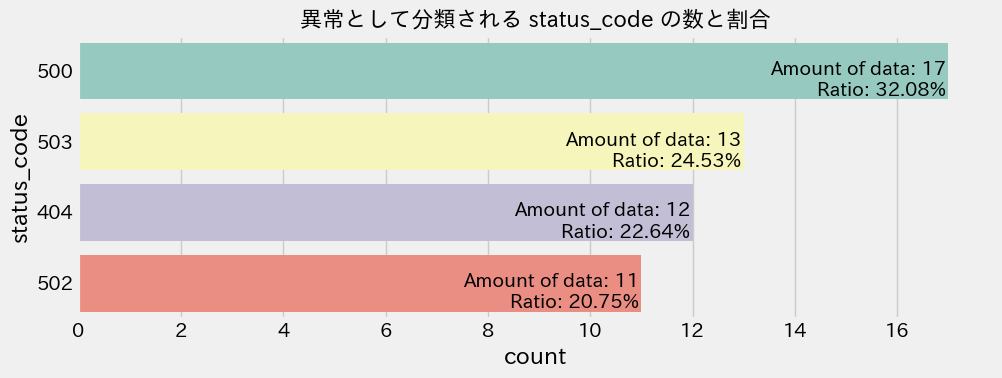 異常として分類される status_code の数と割合
status_code
500
Amount of data: 17
Ratio: 32.08%
503
Amount of data: 13
Ratio: 24.53%
404
Amount of data: 12
Ratio: 22.64%
502
Amount of data: 11
Ratio: 20.75%
0 2 4 6 8 10 12 14 16
count